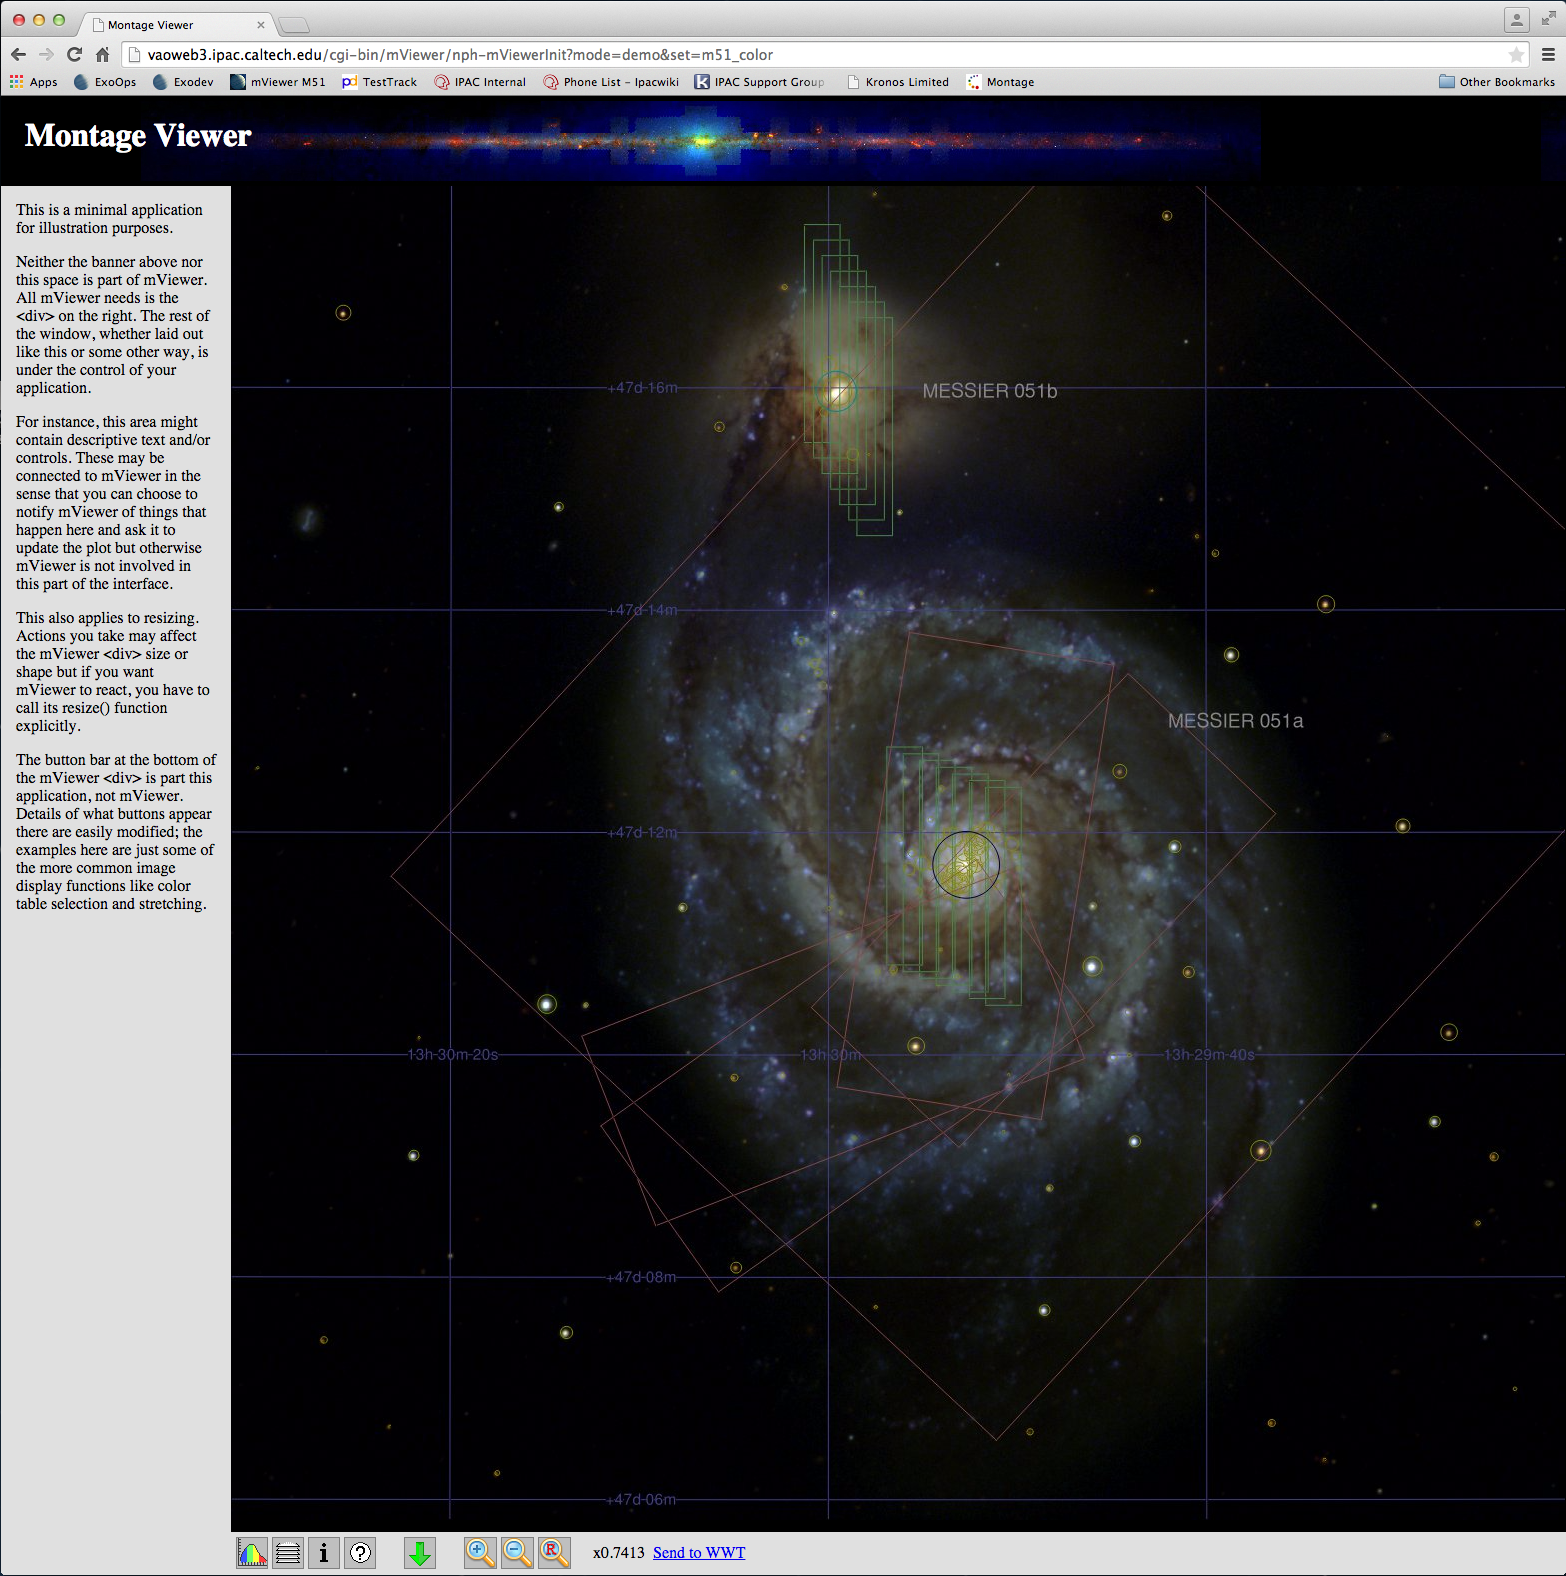 Montage Viewer
vaoweb3.ipac.caltech.edu/cgi-bin/mViewer/nph-mViewerInit?mode=demo&set=m51_color
Apps ExoOps Exodev mViewer M51 pd TestTrack IPAC Internal Phone List – Ipacwiki K IPAC Support Group Kronos Limited Montage Other Bookmarks
Montage Viewer
This is a minimal application
for illustration purposes.
Neither the banner above nor
this space is part of mViewer.
All mViewer needs is the
<div> on the right. The rest of
the window, whether laid out
like this or some other way, is
under the control of your
application.
For instance, this area might
contain descriptive text and/or
controls. These may be
connected to mViewer in the
sense that you can choose to
notify mViewer of things that
happen here and ask it to
update the plot but otherwise
mViewer is not involved in
this part of the interface.
This also applies to resizing.
Actions you take may affect
the mViewer <div> size or
shape but if you want
mViewer to react, you have to
call its resize() function
explicitly.
The button bar at the bottom of
the mViewer <div> is part this
application, not mViewer.
Details of what buttons appear
there are easily modified; the
examples here are just some of
the more common image
display functions like color
table selection and stretching.
+47d 16m
MESSIER 051b
+47d 14m
MESSIER 051a
+47d 12m
13h 30m 20s 13h 30m 13h 29m 40s
+47d 08m
+47d 06m
i ? R x0.7413 Send to WWT